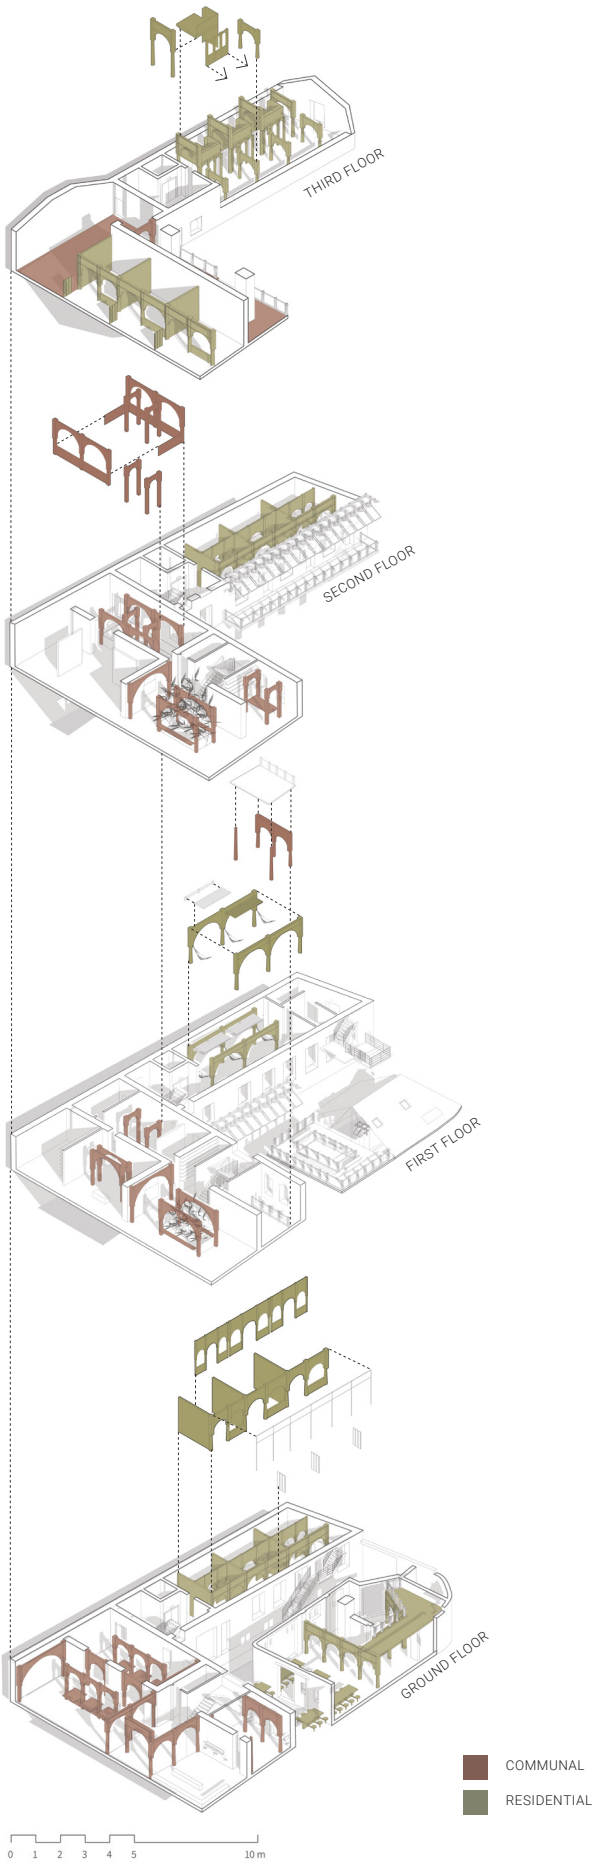 THIRD FLOOR
SECOND FLOOR
FIRST FLOOR
GROUND FLOOR
COMMUNAL
RESIDENTIAL
0 1 2 3 4 5 10 m